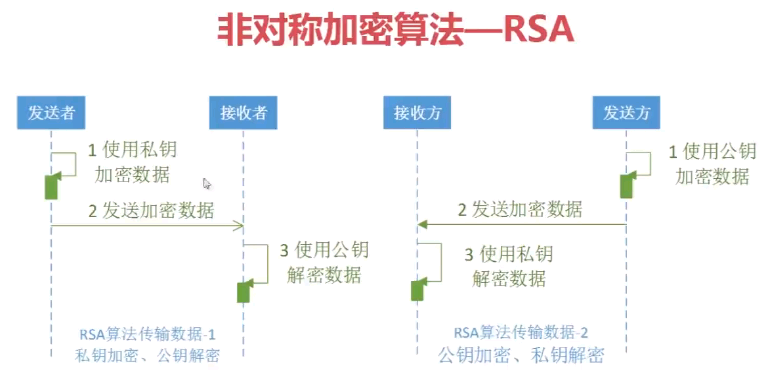 非对称加密算法—RSA
发送者
接收者
接收方
发送方
1 使用私钥
加密数据
2 发送加密数据
3 使用公钥
解密数据
1 使用公钥
加密数据
2 发送加密数据
3 使用私钥
解密数据
RSA算法传输数据-1
私钥加密、公钥解密
RSA算法传输数据-2
公钥加密、私钥解密